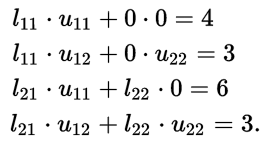 l₁₁ · u₁₁ + 0 · 0 = 4
l₁₁ · u₁₂ + 0 · u₂₂ = 3
l₂₁ · u₁₁ + l₂₂ · 0 = 6
l₂₁ · u₁₂ + l₂₂ · u₂₂ = 3.